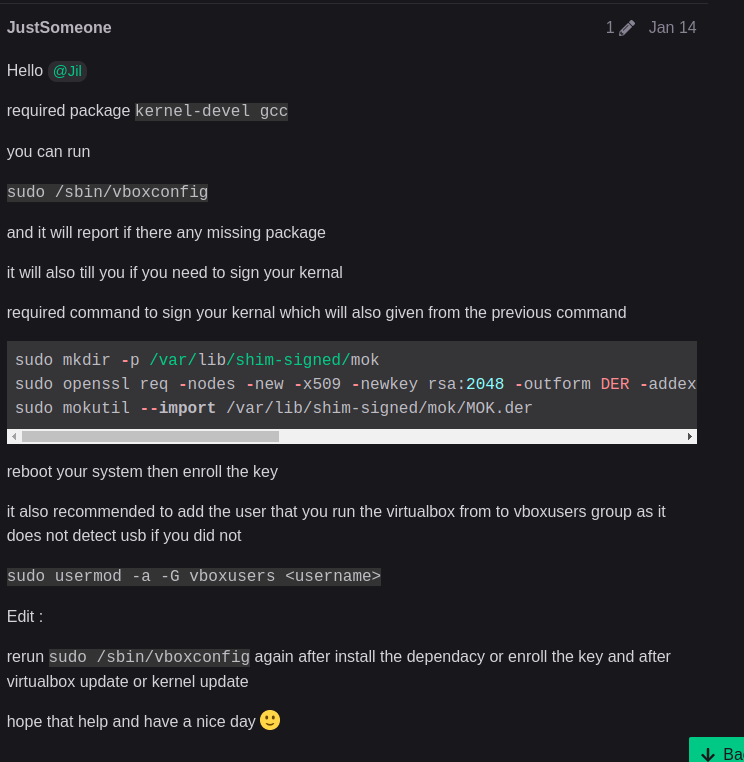 JustSomeone 1 Jan 14
Hello @Jil
required package kernel-devel gcc
you can run
sudo /sbin/vboxconfig
and it will report if there any missing package
it will also till you if you need to sign your kernal
required command to sign your kernal which will also given from the previous command
sudo mkdir -p /var/lib/shim-signed/mok
sudo openssl req -nodes -new -x509 -newkey rsa:2048 -outform DER -addex
sudo mokutil --import /var/lib/shim-signed/mok/MOK.der
reboot your system then enroll the key
it also recommended to add the user that you run the virtualbox from to vboxusers group as it
does not detect usb if you did not
sudo usermod -a -G vboxusers <username>
Edit :
rerun sudo /sbin/vboxconfig again after install the dependacy or enroll the key and after
virtualbox update or kernel update
hope that help and have a nice day 🙂